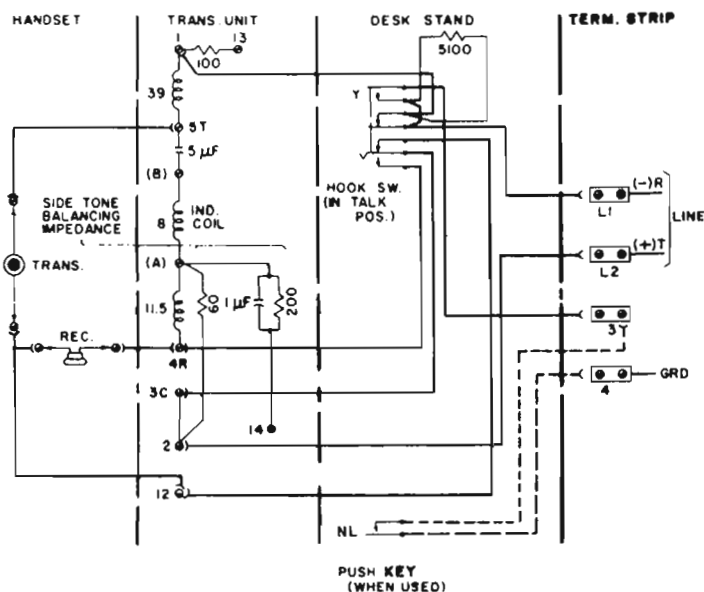 HANDSET
TRANS. UNIT
DESK STAND
TERM. STRIP
1
13
100
5100
39
Y
5T
5 µF
(B)
HOOK SW.
(IN TALK
POS.)
(-)R
L1
LINE
SIDE TONE
BALANCING
IMPEDANCE
8
IND.
COIL
(+)T
L2
TRANS.
(A)
11.5
60
1 µF
200
3Y
REC.
4R
3C
4
GRD
14
2
12
NL
PUSH KEY
(WHEN USED)